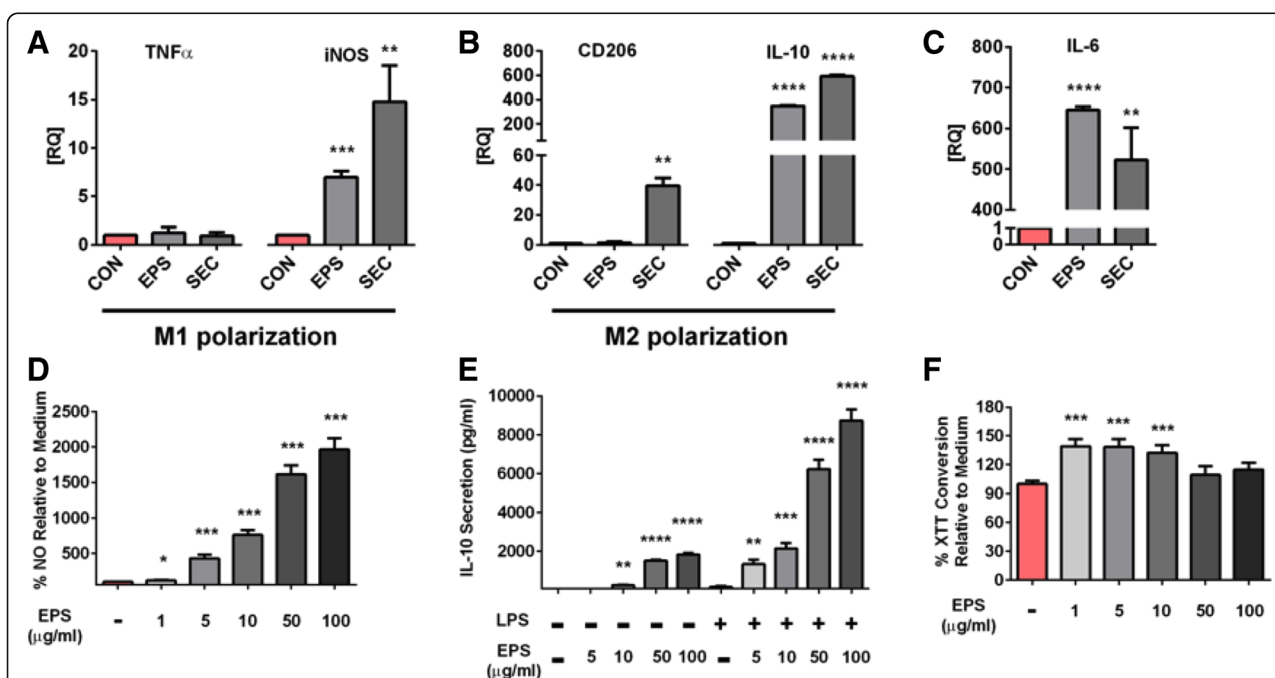 A
TNFα
iNOS
**
***
[RQ]
20
15
10
5
0
CON
EPS
SEC
CON
EPS
SEC
M1 polarization
B
CD206
IL-10
****
****
**
[RQ]
800
600
400
200
60
40
20
0
CON
EPS
SEC
CON
EPS
SEC
M2 polarization
C
IL-6
****
**
[RQ]
800
700
600
500
400
1
0
CON
EPS
SEC
D
% NO Relative to Medium
2500
2000
1500
1000
500
*
***
***
***
***
EPS
(μg/ml)
- 1 5 10 50 100
E
IL-10 Secretion (pg/ml)
10000
8000
6000
4000
2000
**
****
****
**
***
****
****
LPS - - - - - + + + + +
EPS
(μg/ml)
- 5 10 50 100 - 5 10 50 100
F
% XTT Conversion
Relative to Medium
180
150
120
90
60
30
0
***
***
***
EPS
(μg/ml)
- 1 5 10 50 100